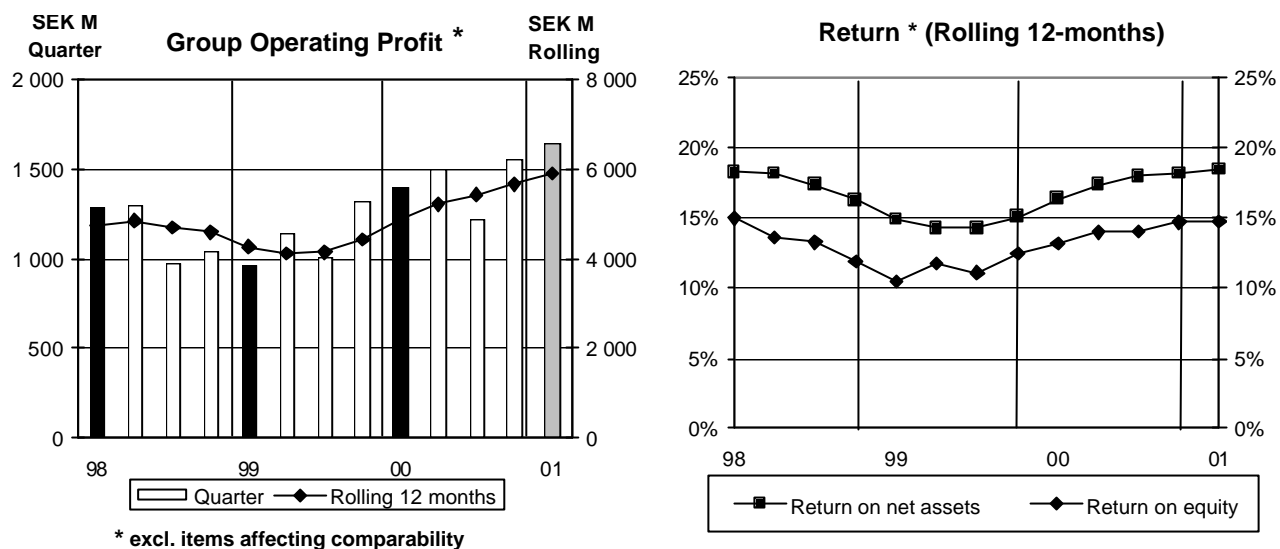 SEK M
Quarter
Group Operating Profit *
SEK M
Rolling
2 000
1 500
1 000
500
0
8 000
6 000
4 000
2 000
0
98
99
00
01
Quarter
Rolling 12 months
* excl. items affecting comparability
Return * (Rolling 12-months)
25%
20%
15%
10%
5%
0%
25%
20%
15%
10%
5%
0%
98
99
00
01
Return on net assets
Return on equity